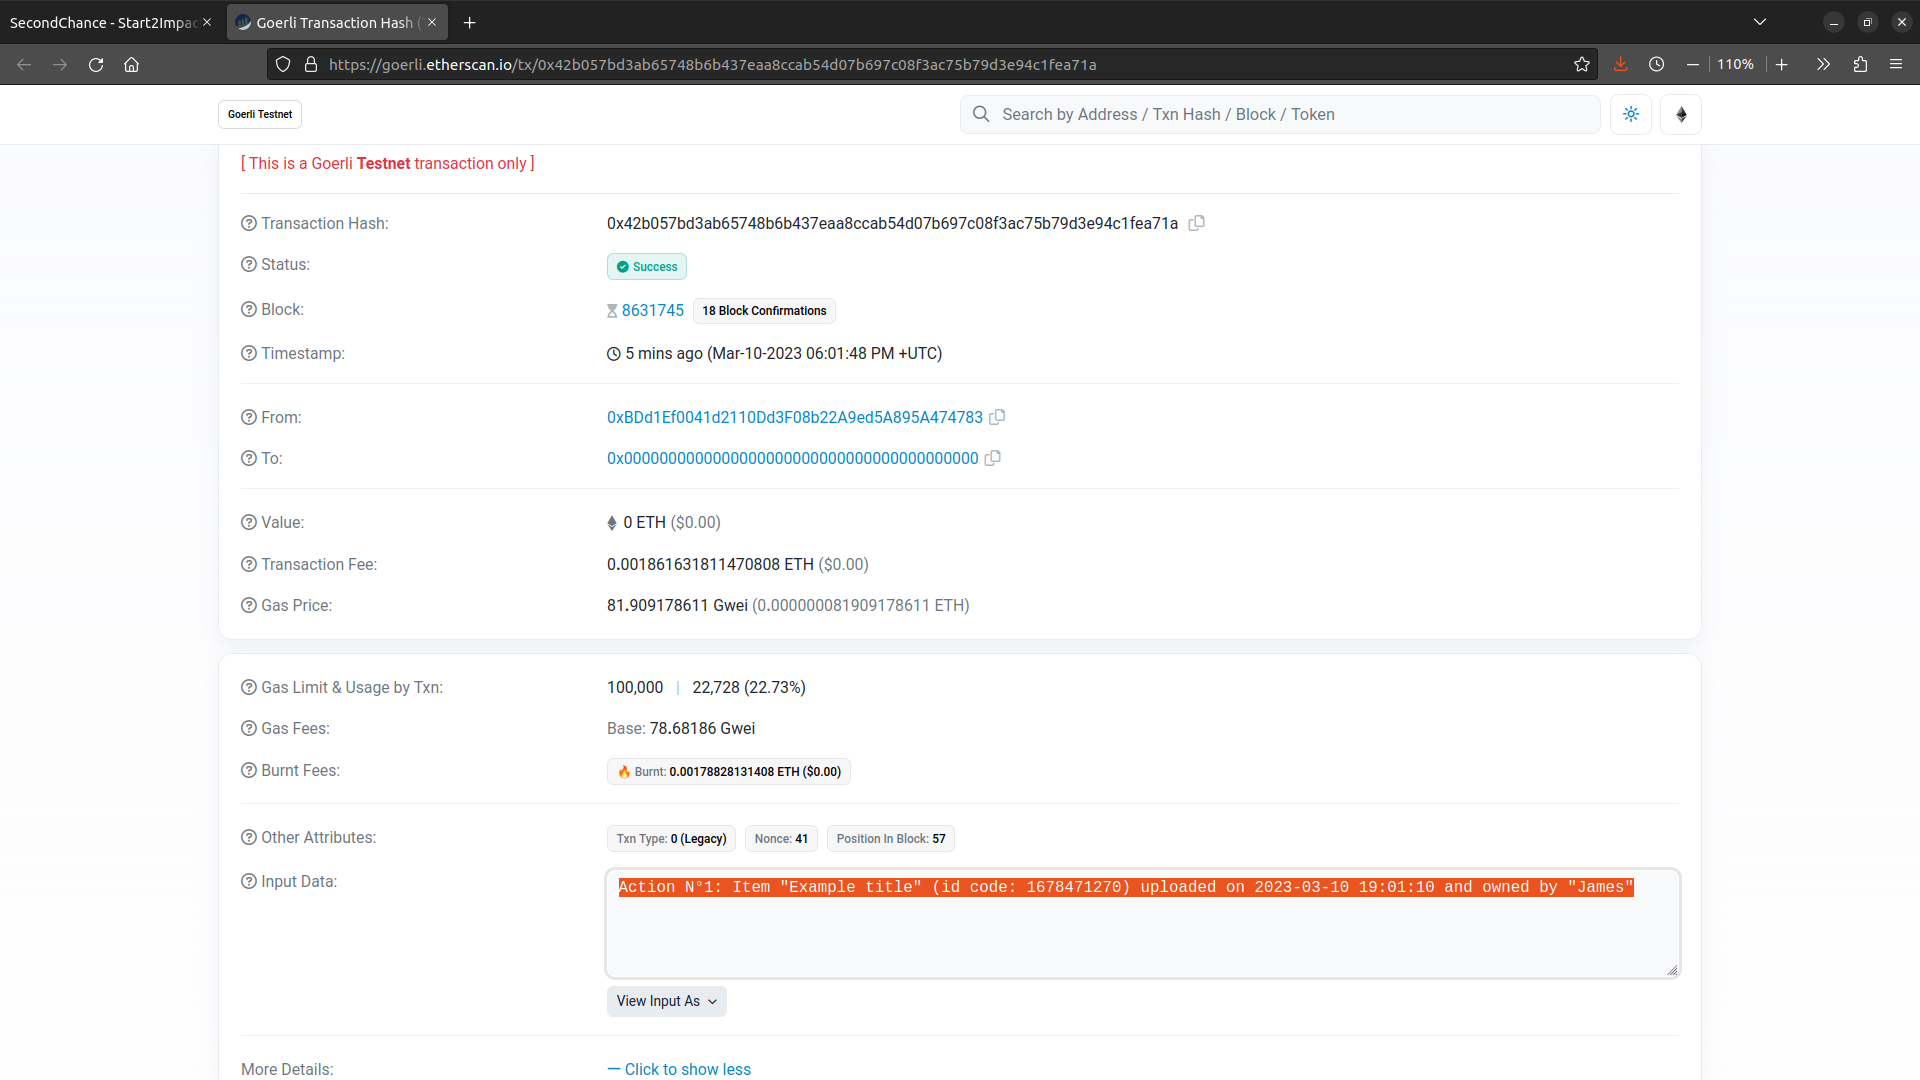 SecondChance - Start2Impac
Goerli Transaction Hash (
https://goerli.etherscan.io/tx/0x42b057bd3ab65748b6b437eaa8ccab54d07b697c08f3ac75b79d3e94c1fea71a
110%
Goerli Testnet
Search by Address / Txn Hash / Block / Token
[ This is a Goerli Testnet transaction only ]
Transaction Hash: 0x42b057bd3ab65748b6b437eaa8ccab54d07b697c08f3ac75b79d3e94c1fea71a
Status: Success
Block: 8631745 18 Block Confirmations
Timestamp: 5 mins ago (Mar-10-2023 06:01:48 PM +UTC)
From: 0xBDd1Ef0041d2110Dd3F08b22A9ed5A895A474783
To: 0x0000000000000000000000000000000000000000
Value: 0 ETH ($0.00)
Transaction Fee: 0.001861631811470808 ETH ($0.00)
Gas Price: 81.909178611 Gwei (0.000000081909178611 ETH)
Gas Limit & Usage by Txn: 100,000 | 22,728 (22.73%)
Gas Fees: Base: 78.68186 Gwei
Burnt Fees: Burnt: 0.00178828131408 ETH ($0.00)
Other Attributes: Txn Type: 0 (Legacy) Nonce: 41 Position In Block: 57
Input Data: Action N°1: Item "Example title" (id code: 1678471270) uploaded on 2023-03-10 19:01:10 and owned by "James"
View Input As
More Details: — Click to show less